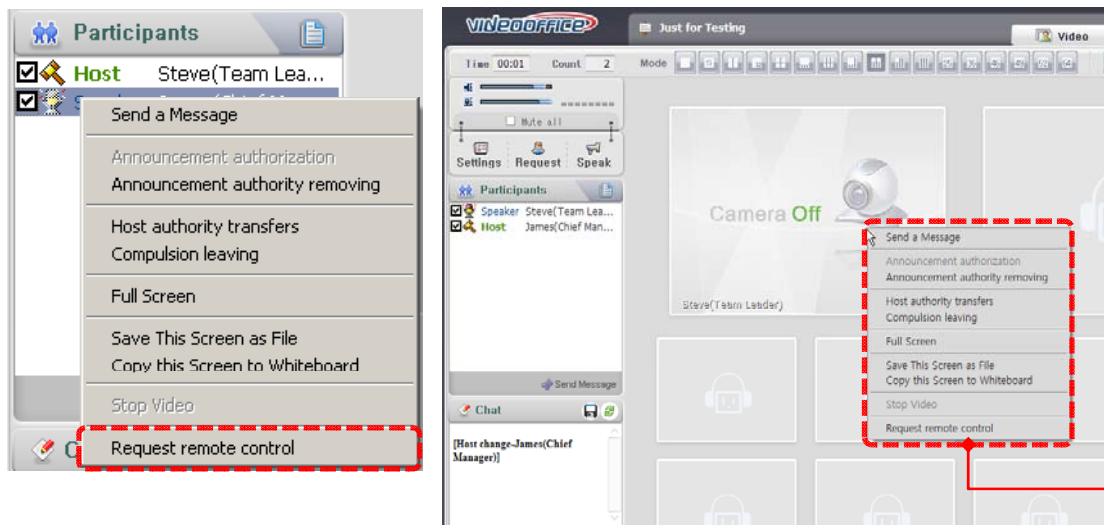 Participants
Host Steve(Team Lea...
Send a Message
Announcement authorization
Announcement authority removing
Host authority transfers
Compulsion leaving
Full Screen
Save This Screen as File
Copy this Screen to Whiteboard
Stop Video
Request remote control
VIDEOOFFICE
Just for Testing
Video
Time 00:01 Count 2
Mode
Mute all
Settings Request Speak
Participants
Speaker Steve(Team Lea...
Host James(Chief Man...
Send Message
Chat
[Host change-James(Chief
Manager)]
Camera Off
Steve(Team Leader)
Send a Message
Announcement authorization
Announcement authority removing
Host authority transfers
Compulsion leaving
Full Screen
Save This Screen as File
Copy this Screen to Whiteboard
Stop Video
Request remote control